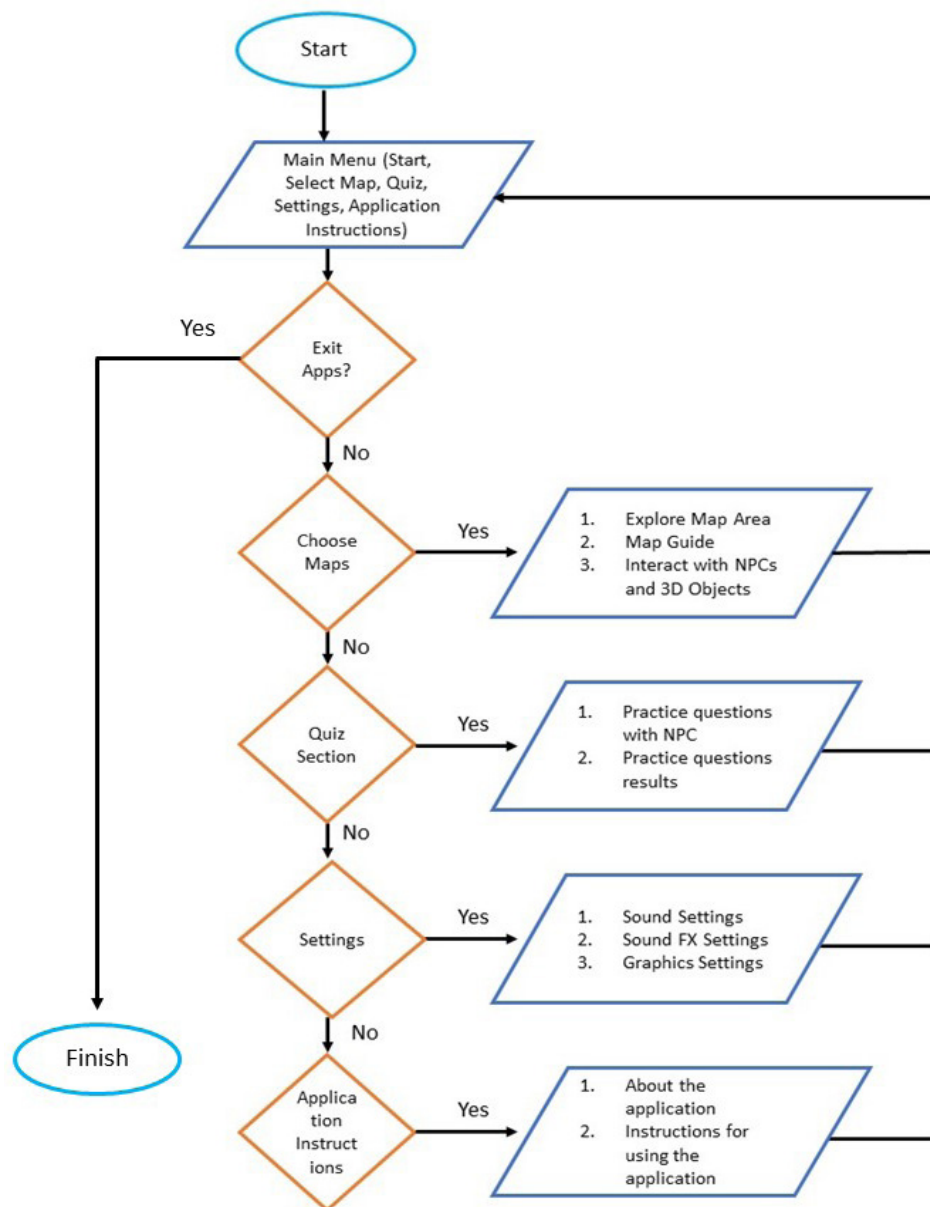 Start
Main Menu (Start,
Select Map, Quiz,
Settings, Application
Instructions)
Yes
Exit
Apps?
No
Choose
Maps
Yes
1. Explore Map Area
2. Map Guide
3. Interact with NPCs
and 3D Objects
No
Quiz
Section
Yes
1. Practice questions
with NPC
2. Practice questions
results
No
Settings
Yes
1. Sound Settings
2. Sound FX Settings
3. Graphics Settings
No
Finish
Applica
tion
Instruct
ions
Yes
1. About the
application
2. Instructions for
using the
application